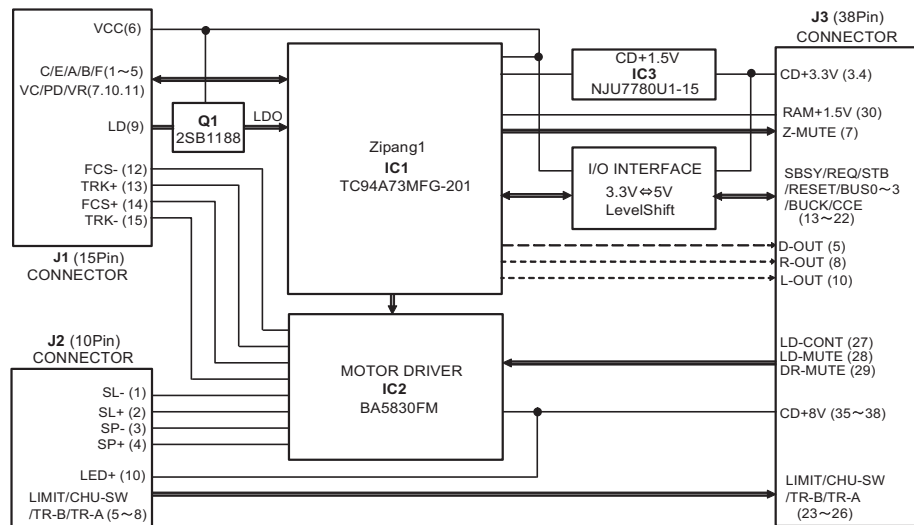 J3 (38Pin)
CONNECTOR
VCC(6)
C/E/A/B/F(1～5)
VC/PD/VR(7.10.11)
LD(9)
Q1
2SB1188
LDO
FCS- (12)
TRK+ (13)
FCS+ (14)
TRK- (15)
J1 (15Pin)
CONNECTOR
Zipang1
IC1
TC94A73MFG-201
CD+1.5V
IC3
NJU7780U1-15
CD+3.3V (3.4)
RAM+1.5V (30)
Z-MUTE (7)
I/O INTERFACE
3.3V⇔5V
LevelShift
SBSY/REQ/STB
/RESET/BUS0～3
/BUCK/CCE
(13～22)
D-OUT (5)
R-OUT (8)
L-OUT (10)
J2 (10Pin)
CONNECTOR
SL- (1)
SL+ (2)
SP- (3)
SP+ (4)
LED+ (10)
LIMIT/CHU-SW
/TR-B/TR-A (5～8)
MOTOR DRIVER
IC2
BA5830FM
LD-CONT (27)
LD-MUTE (28)
DR-MUTE (29)
CD+8V (35～38)
LIMIT/CHU-SW
/TR-B/TR-A
(23～26)